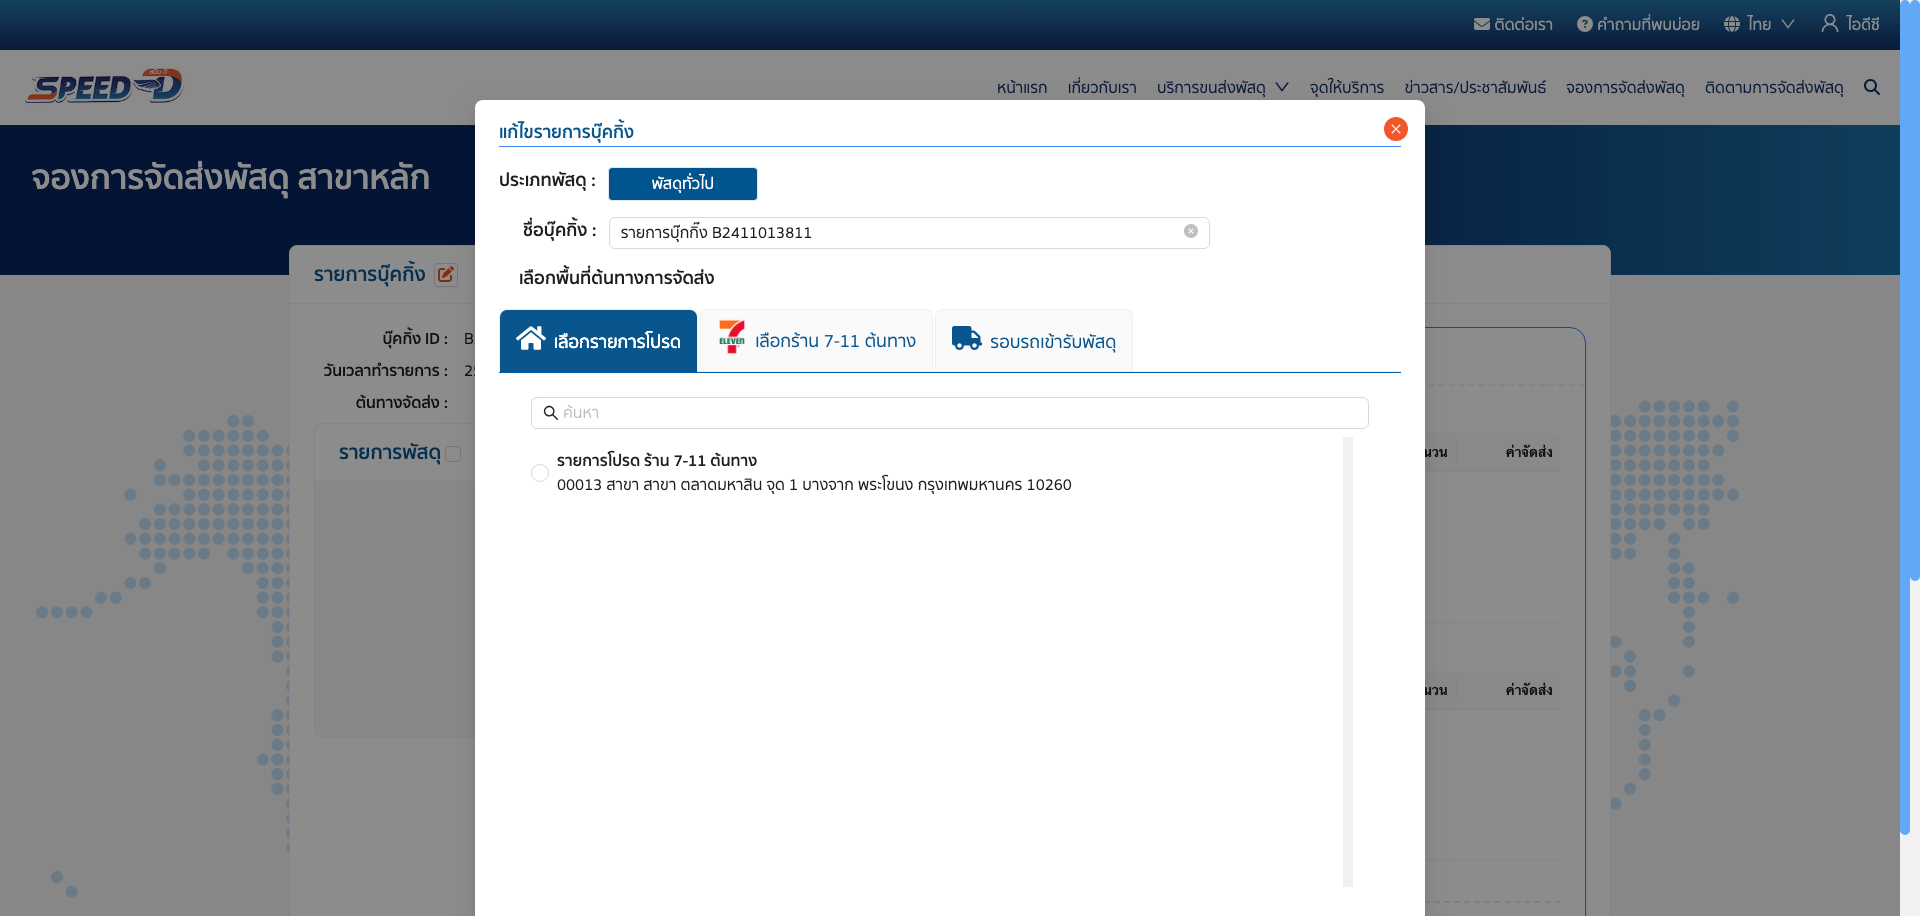 ติดต่อเรา คำถามที่พบบ่อย ไทย ไอดีซี
SPEED-D
หน้าแรก เกี่ยวกับเรา บริการขนส่งพัสดุ จุดให้บริการ ข่าวสาร/ประชาสัมพันธ์ จองการจัดส่งพัสดุ ติดตามการจัดส่งพัสดุ
จองการจัดส่งพัสดุ สาขาหลัก
แก้ไขรายการบุ๊คกิ้ง
ประเภทพัสดุ : พัสดุทั่วไป
ชื่อบุ๊คกิ้ง : รายการบุ๊กกิ๊ง B2411013811
เลือกพื้นที่ต้นทางการจัดส่ง
เลือกรายการโปรด
7 ELEVEN เลือกร้าน 7-11 ต้นทาง
รอบรถเข้ารับพัสดุ
ค้นหา
รายการโปรด ร้าน 7-11 ต้นทาง
00013 สาขา สาขา ตลาดมหาสิน จุด 1 บางจาก พระโขนง กรุงเทพมหานคร 10260
รายการบุ๊คกิ้ง
บุ๊คกิ้ง ID : B
วันเวลาทำรายการ : 25
ต้นทางจัดส่ง :
รายการพัสดุ
นวน ค่าจัดส่ง
นวน ค่าจัดส่ง